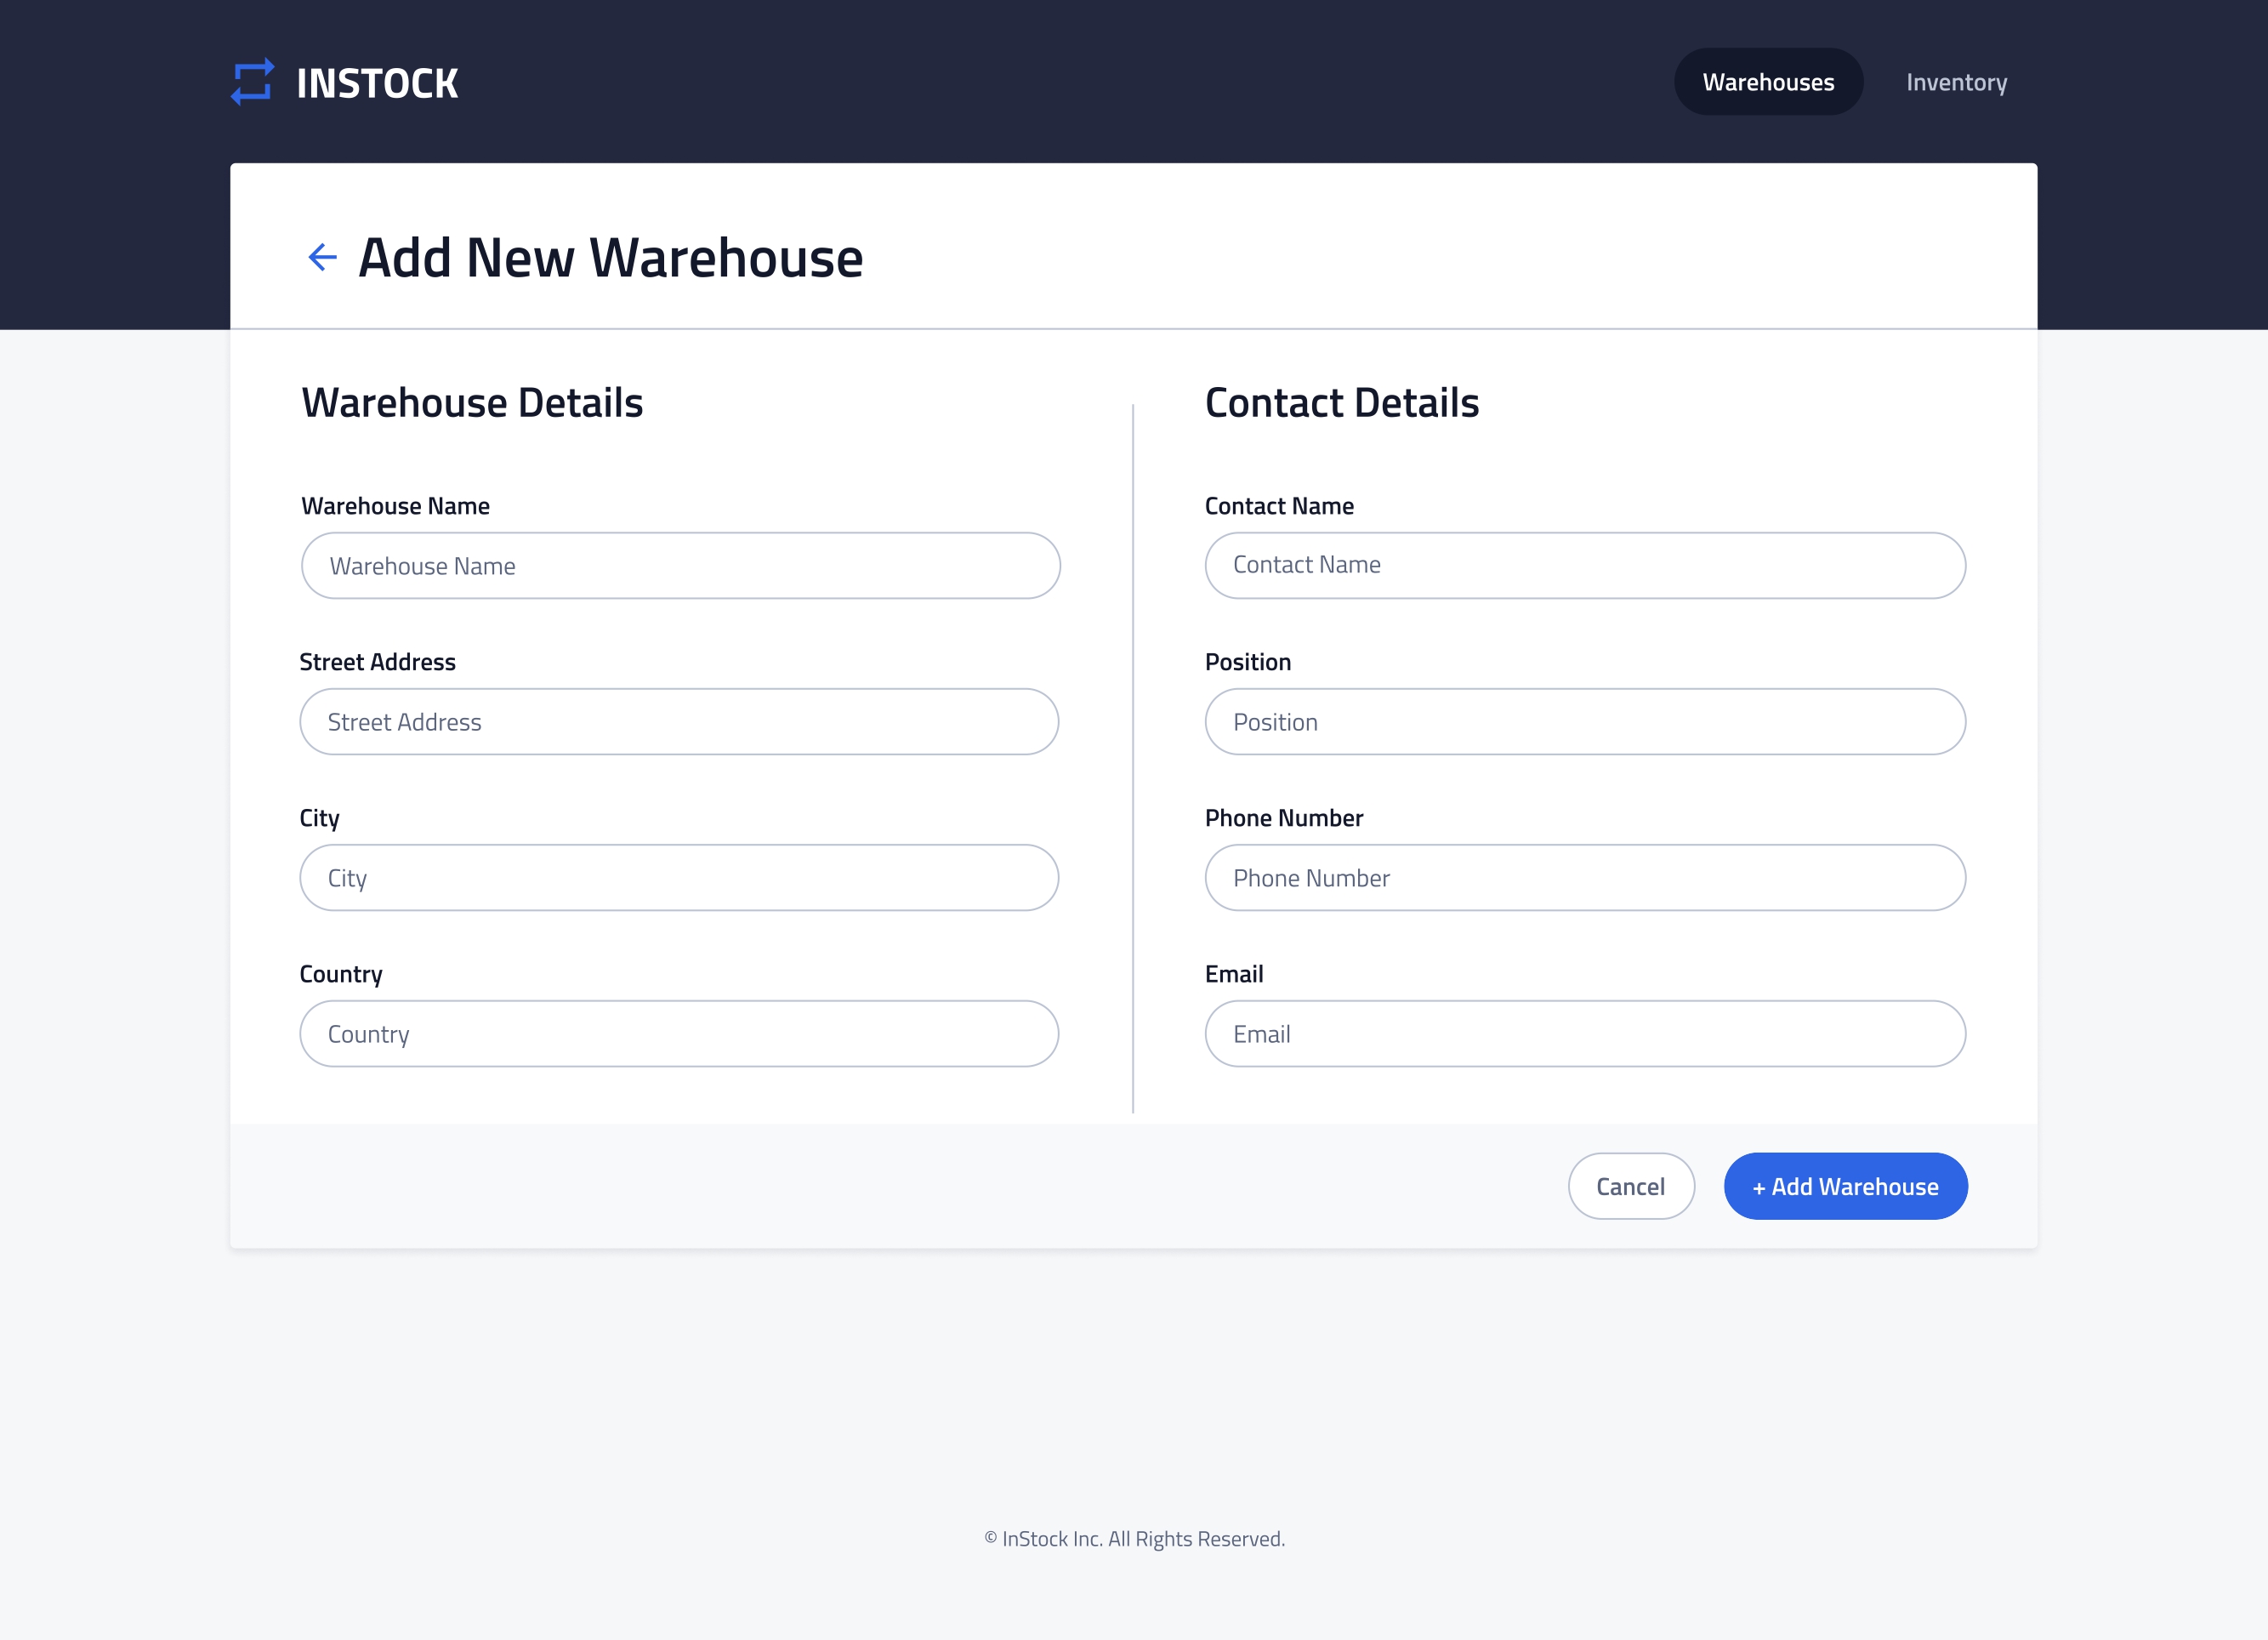 INSTOCK
Warehouses
Inventory
Add New Warehouse
Warehouse Details
Warehouse Name
Warehouse Name
Street Address
Street Address
City
City
Country
Country
Contact Details
Contact Name
Contact Name
Position
Position
Phone Number
Phone Number
Email
Email
Cancel
+ Add Warehouse
© InStock Inc. All Rights Reserved.